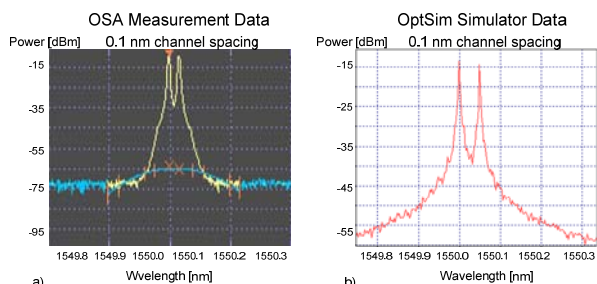 OSA Measurement Data
Power [dBm] 0.1 nm channel spacing
-15
-35
-55
-75
-95
1549.8 1549.9 1550.0 1550.1 1550.2 1550.3
Wvelength [nm]
a)
OptSim Simulator Data
Power [dBm] 0.1 nm channel spacing
-15
-25
-35
-45
-55
1549.8 1549.9 1550.0 1550.1 1550.2 1550.3
Wavelength [nm]
b)